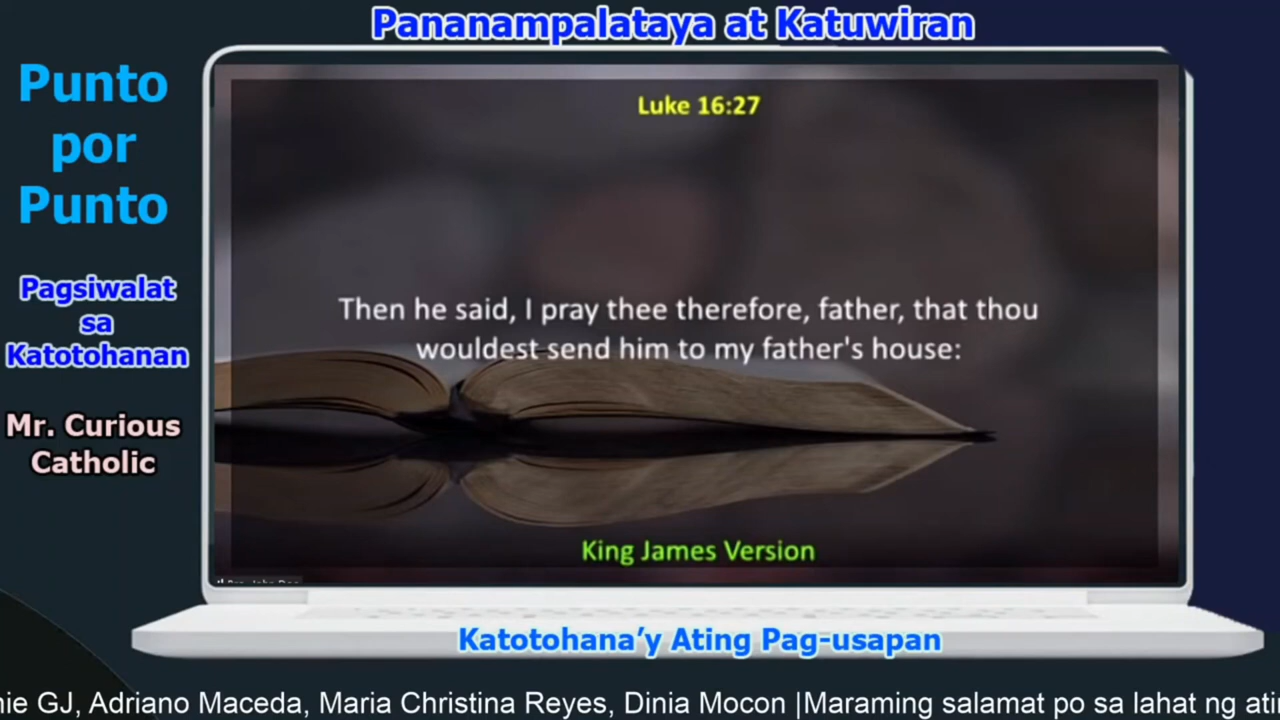 Pananampalataya at Katuwiran
Punto
por
Punto
Pagsiwalat
sa
Katotohanan
Mr. Curious
Catholic
Luke 16:27
Then he said, I pray thee therefore, father, that thou
wouldest send him to my father's house:
King James Version
Katotohana’y Ating Pag-usapan
GJ, Adriano Maceda, Maria Christina Reyes, Dinia Mocon |Maraming salamat po sa lahat ng